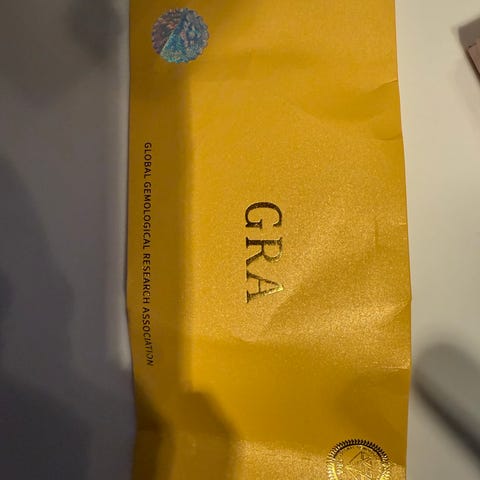 GRA
GLOBAL GEMOLOGICAL RESEARCH ASSOCIATION